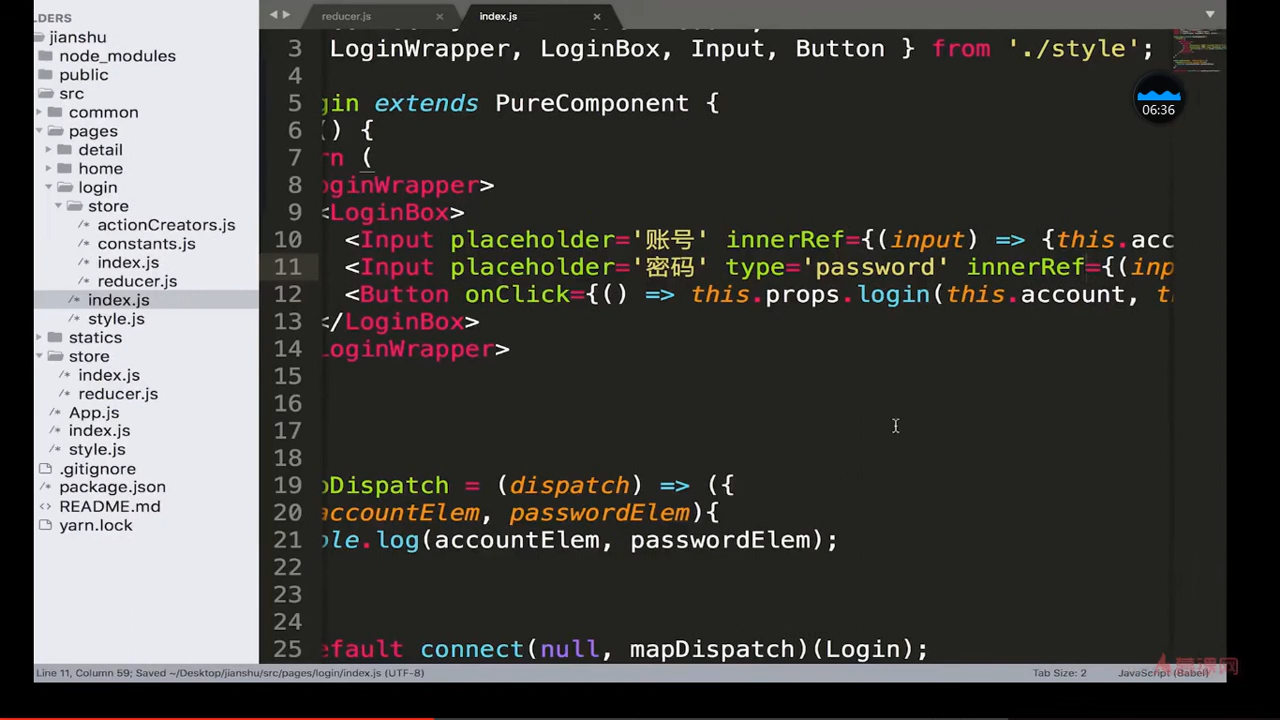 LDERS
jianshu
node_modules
public
src
common
pages
detail
home
login
store
actionCreators.js
constants.js
index.js
reducer.js
index.js
style.js
statics
store
index.js
reducer.js
App.js
index.js
style.js
.gitignore
package.json
README.md
yarn.lock
reducer.js
index.js
06:36
3 LoginWrapper, LoginBox, Input, Button } from './style';
4
5 gin extends PureComponent {
6 () {
7 rn (
8 oginWrapper>
9 <LoginBox>
10 <Input placeholder='账号' innerRef={(input) => {this.acc
11 <Input placeholder='密码' type='password' innerRef={(inp
12 <Button onClick={() => this.props.login(this.account, t
13 </LoginBox>
14 LoginWrapper>
15
16
17
18
19 pDispatch = (dispatch) => ({
20 accountElem, passwordElem){
21 ole.log(accountElem, passwordElem);
22
23
24
25 efault connect(null, mapDispatch)(Login);
Line 11, Column 59; Saved ~/Desktop/jianshu/src/pages/login/index.js (UTF-8)
Tab Size: 2
JavaScript (Babel)
慕课网